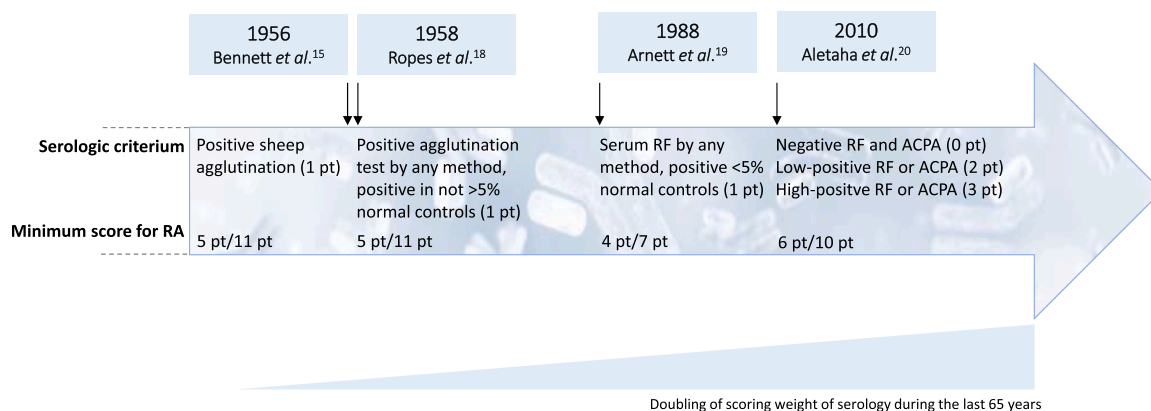 1956
Bennett et al.15
1958
Ropes et al.18
1988
Arnett et al.19
2010
Aletaha et al.20
Serologic criterium
Positive sheep
agglutination (1 pt)
Positive agglutination
test by any method,
positive in not >5%
normal controls (1 pt)
Serum RF by any
method, positive <5%
normal controls (1 pt)
Negative RF and ACPA (0 pt)
Low-positive RF or ACPA (2 pt)
High-positve RF or ACPA (3 pt)
Minimum score for RA
5 pt/11 pt
5 pt/11 pt
4 pt/7 pt
6 pt/10 pt
Doubling of scoring weight of serology during the last 65 years